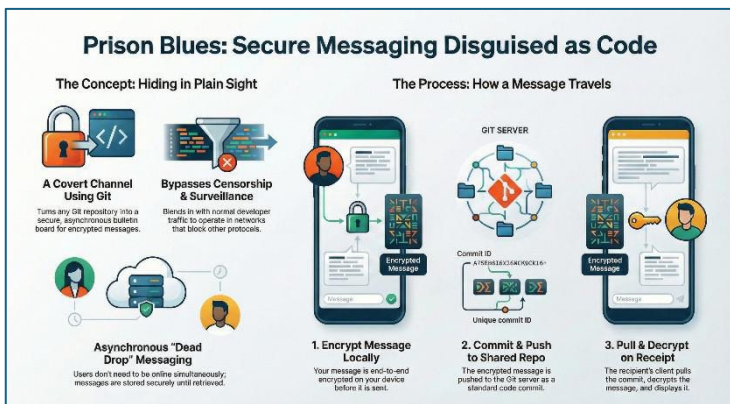 Prison Blues: Secure Messaging Disguised as Code
The Concept: Hiding in Plain Sight
</>
A Covert Channel
Using Git
Turns any Git repository into a
secure, asynchronous bulletin
board for encrypted messages.
Bypasses Censorship
& Surveillance
Blends in with normal developer
traffic to operate in networks
that block other protocols.
Asynchronous "Dead
Drop" Messaging
Users don't need to be online simultaneously;
messages are stored securely until retrieved.
The Process: How a Message Travels
Encrypted
Message
Message
1. Encrypt Message
Locally
Your message is end-to-end
encrypted on your device
before it is sent.
GIT SERVER
Commit ID
Unique commit ID
2. Commit & Push
to Shared Repo
The encrypted message is
pushed to the Git server as a
standard code commit.
Encrypted
Message
Message
3. Pull & Decrypt
on Receipt
The recipient's client pulls
the commit, decrypts the
message, and displays it.